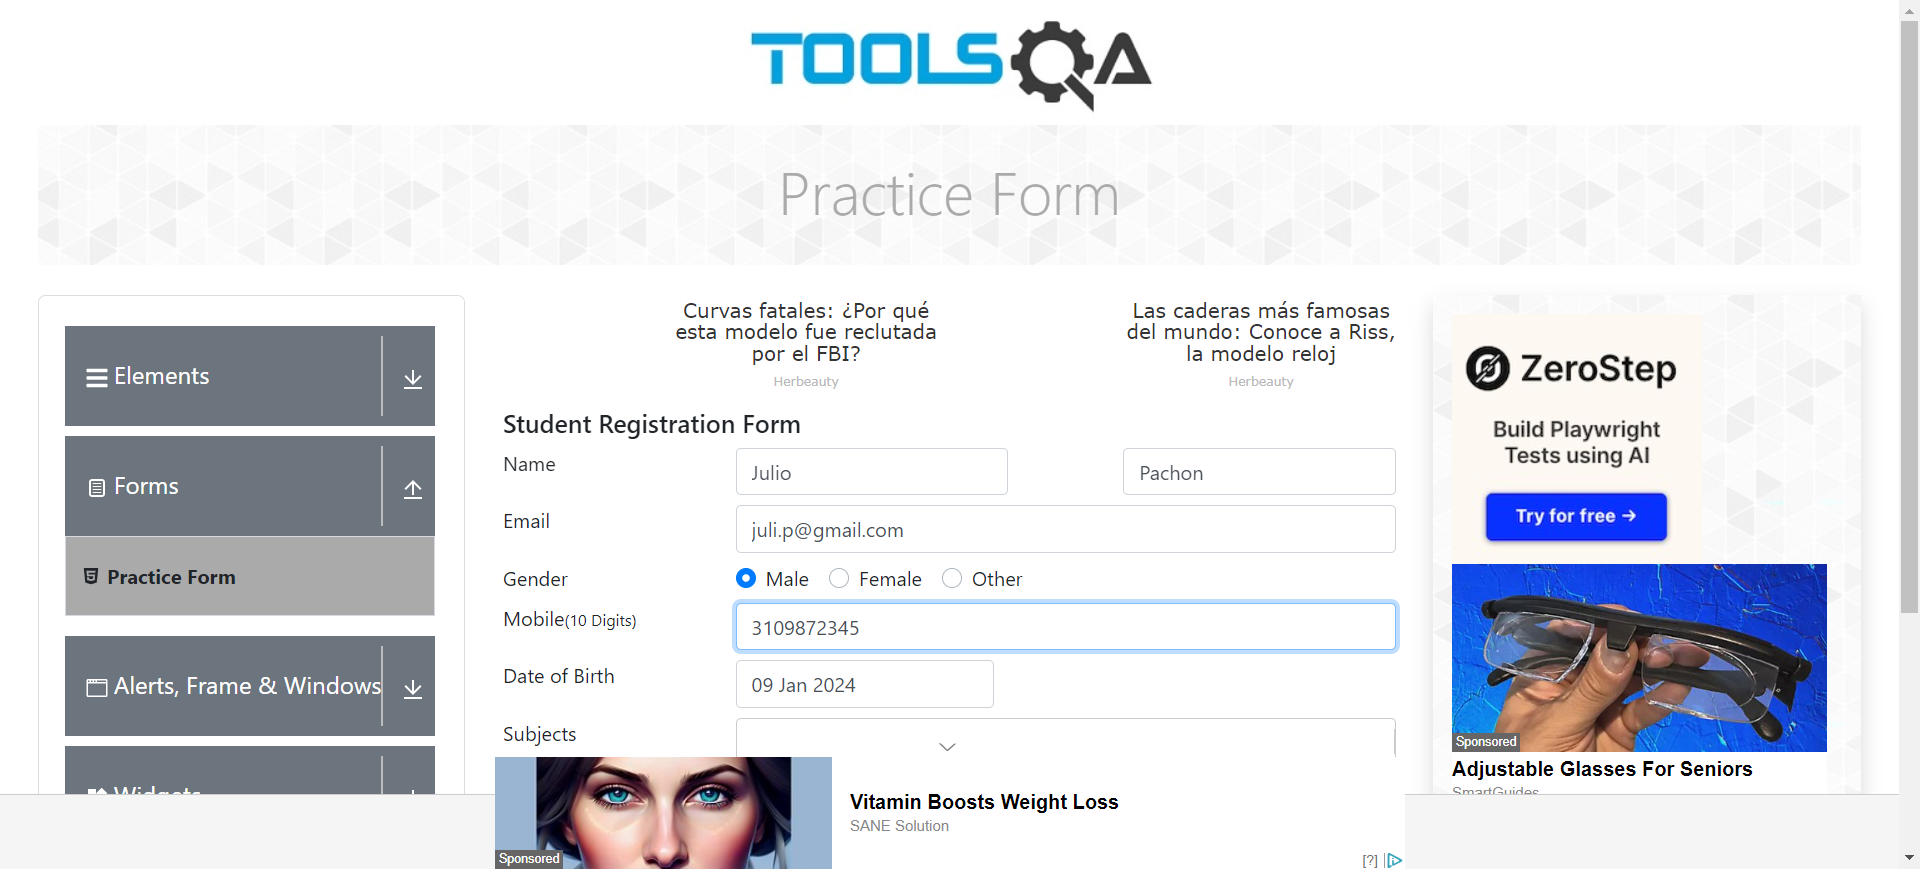 TOOLSQA
Practice Form
Elements
Forms
Practice Form
Alerts, Frame & Windows
Widgets
Curvas fatales: ¿Por qué
esta modelo fue reclutada
por el FBI?
Herbeauty
Las caderas más famosas
del mundo: Conoce a Riss,
la modelo reloj
Herbeauty
Student Registration Form
Name
Julio
Pachon
Email
juli.p@gmail.com
Gender
Male
Female
Other
Mobile(10 Digits)
3109872345
Date of Birth
09 Jan 2024
Subjects
Sponsored
Vitamin Boosts Weight Loss
SANE Solution
[?]
ZeroStep
Build Playwright
Tests using AI
Try for free →
Sponsored
Adjustable Glasses For Seniors
SmartGuides